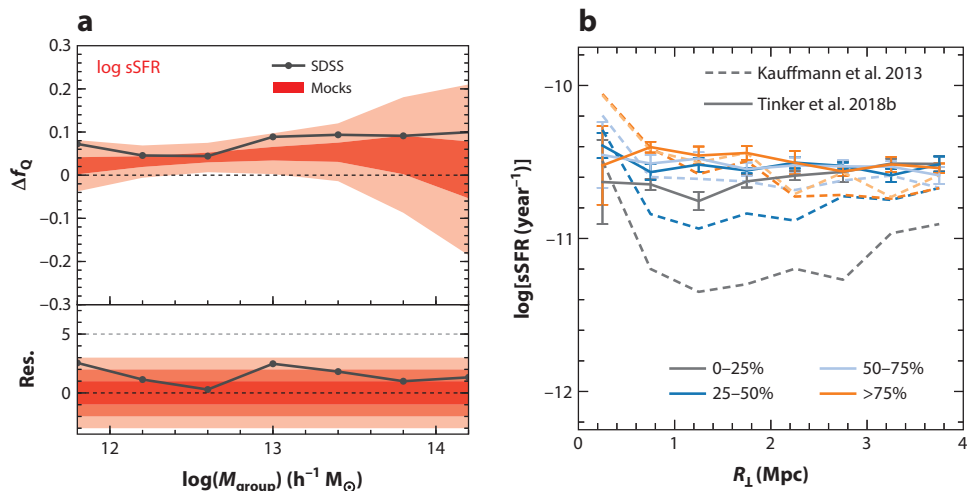 a
log sSFR
SDSS
Mocks
Δf_Q
0.3
0.2
0.1
0
−0.1
−0.2
−0.3
Res.
5
0
12
13
14
log(M_group) (h⁻¹ M_⊙)
b
Kauffmann et al. 2013
Tinker et al. 2018b
log[sSFR (year⁻¹)]
−10
−11
−12
0–25%
25–50%
50–75%
>75%
0
1
2
3
4
R_⊥ (Mpc)